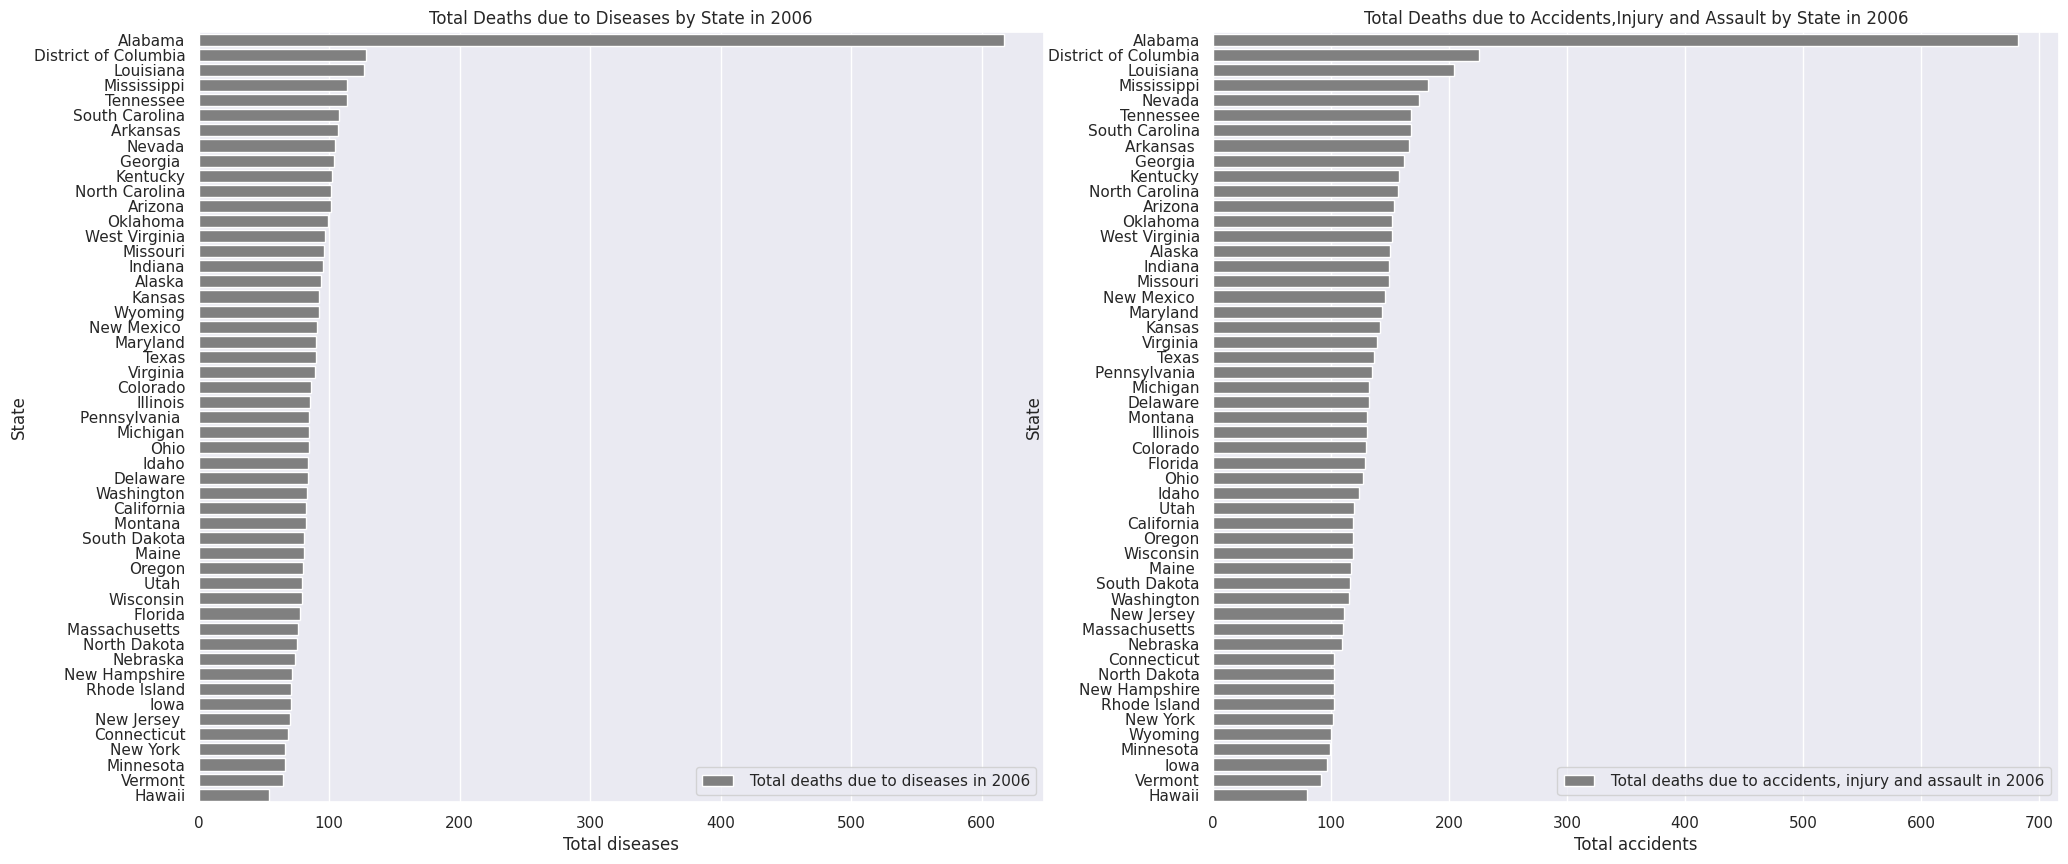 Total Deaths due to Diseases by State in 2006
Alabama
District of Columbia
Louisiana
Mississippi
Tennessee
South Carolina
Arkansas
Nevada
Georgia
Kentucky
North Carolina
Arizona
Oklahoma
West Virginia
Missouri
Indiana
Alaska
Kansas
Wyoming
New Mexico
Maryland
Texas
Virginia
Colorado
Illinois
Pennsylvania
Michigan
Ohio
Idaho
Delaware
Washington
California
Montana
South Dakota
Maine
Oregon
Utah
Wisconsin
Florida
Massachusetts
North Dakota
Nebraska
New Hampshire
Rhode Island
Iowa
New Jersey
Connecticut
New York
Minnesota
Vermont
Hawaii
State
Total deaths due to diseases in 2006
0 100 200 300 400 500 600
Total diseases
Total Deaths due to Accidents,Injury and Assault by State in 2006
Alabama
District of Columbia
Louisiana
Mississippi
Nevada
Tennessee
South Carolina
Arkansas
Georgia
Kentucky
North Carolina
Arizona
Oklahoma
West Virginia
Alaska
Indiana
Missouri
New Mexico
Maryland
Kansas
Virginia
Texas
Pennsylvania
Michigan
Delaware
Montana
Illinois
Colorado
Florida
Ohio
Idaho
Utah
California
Oregon
Wisconsin
Maine
South Dakota
Washington
New Jersey
Massachusetts
Nebraska
Connecticut
North Dakota
New Hampshire
Rhode Island
New York
Wyoming
Minnesota
Iowa
Vermont
Hawaii
State
Total deaths due to accidents, injury and assault in 2006
0 100 200 300 400 500 600 700
Total accidents